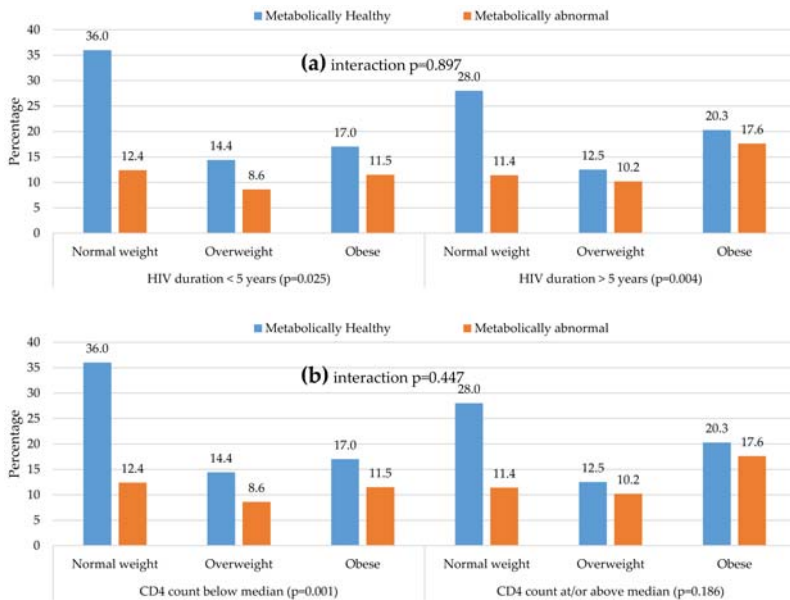 Metabolically Healthy Metabolically abnormal
40
35
30
25
20
15
10
5
0
Percentage
(a) interaction p=0.897
36.0 12.4 14.4 8.6 17.0 11.5 28.0 11.4 12.5 10.2 20.3 17.6
Normal weight Overweight Obese Normal weight Overweight Obese
HIV duration < 5 years (p=0.025) HIV duration > 5 years (p=0.004)
Metabolically Healthy Metabolically abnormal
40
35
30
25
20
15
10
5
0
Percentage
(b) interaction p=0.447
36.0 12.4 14.4 8.6 17.0 11.5 28.0 11.4 12.5 10.2 20.3 17.6
Normal weight Overweight Obese Normal weight Overweight Obese
CD4 count below median (p=0.001) CD4 count at/or above median (p=0.186)